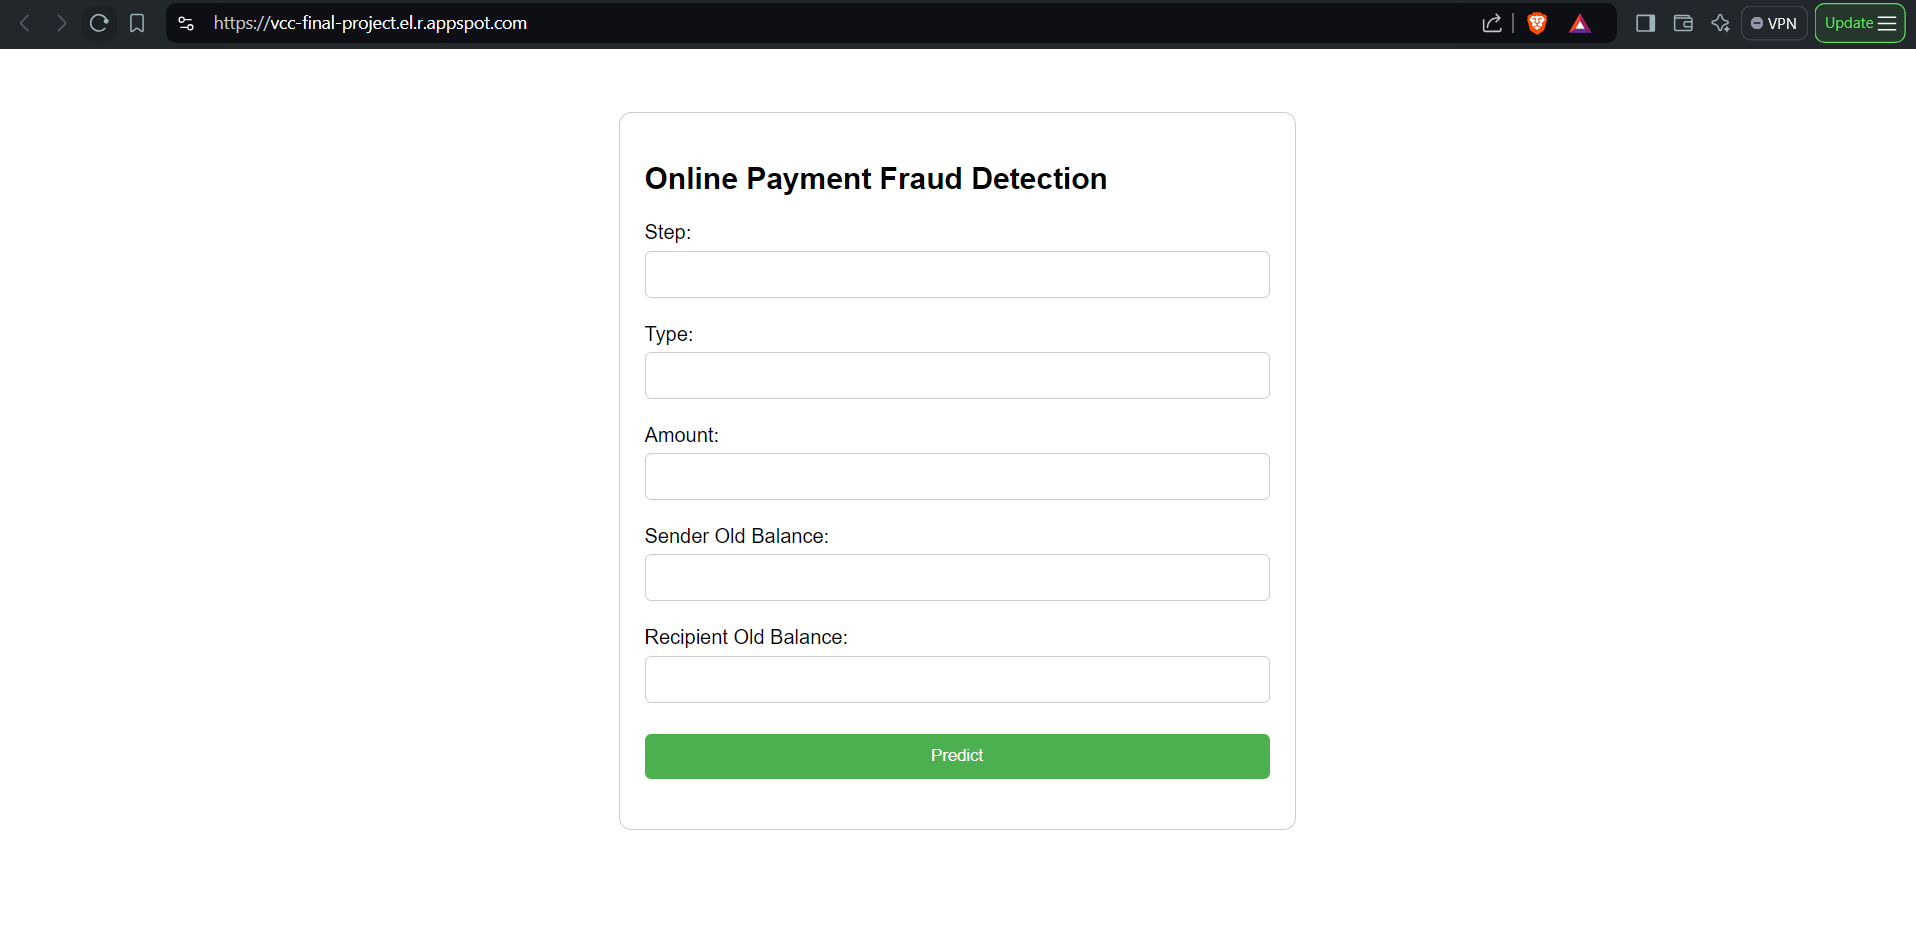 https://vcc-final-project.el.r.appspot.com
VPN
Update
Online Payment Fraud Detection
Step:
Type:
Amount:
Sender Old Balance:
Recipient Old Balance:
Predict